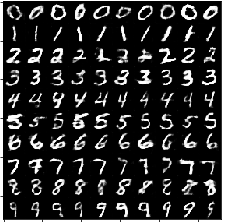 0 0 0 0 0 0 0 0 0 0
1 1 1 1 1 1 1 1 1 1
2 2 2 2 2 2 2 2 2 2
3 3 3 3 3 3 3 3 3 3
4 4 4 4 4 4 4 4 4 4
5 5 5 5 5 5 5 5 5 5
6 6 6 6 6 6 6 6 6 6
7 7 7 7 7 7 7 7 7 7
8 8 8 8 8 8 8 8 8 8
9 9 9 9 9 9 9 9 9 9